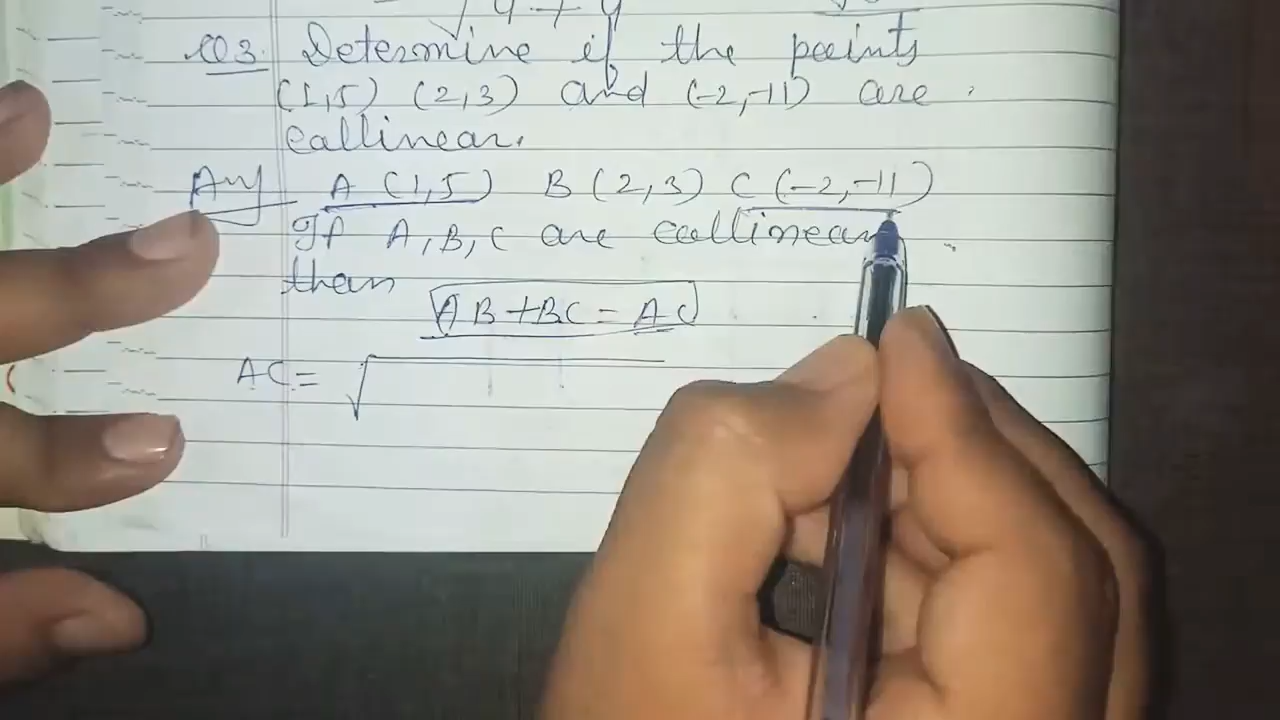 Q3. Determine if the points
(1,5) (2,3) and (-2,-11) are
collinear.
Ans A (1,5) B (2,3) C (-2,-11)
If A, B, C are collinear
then
AB+BC = AC
AC = √